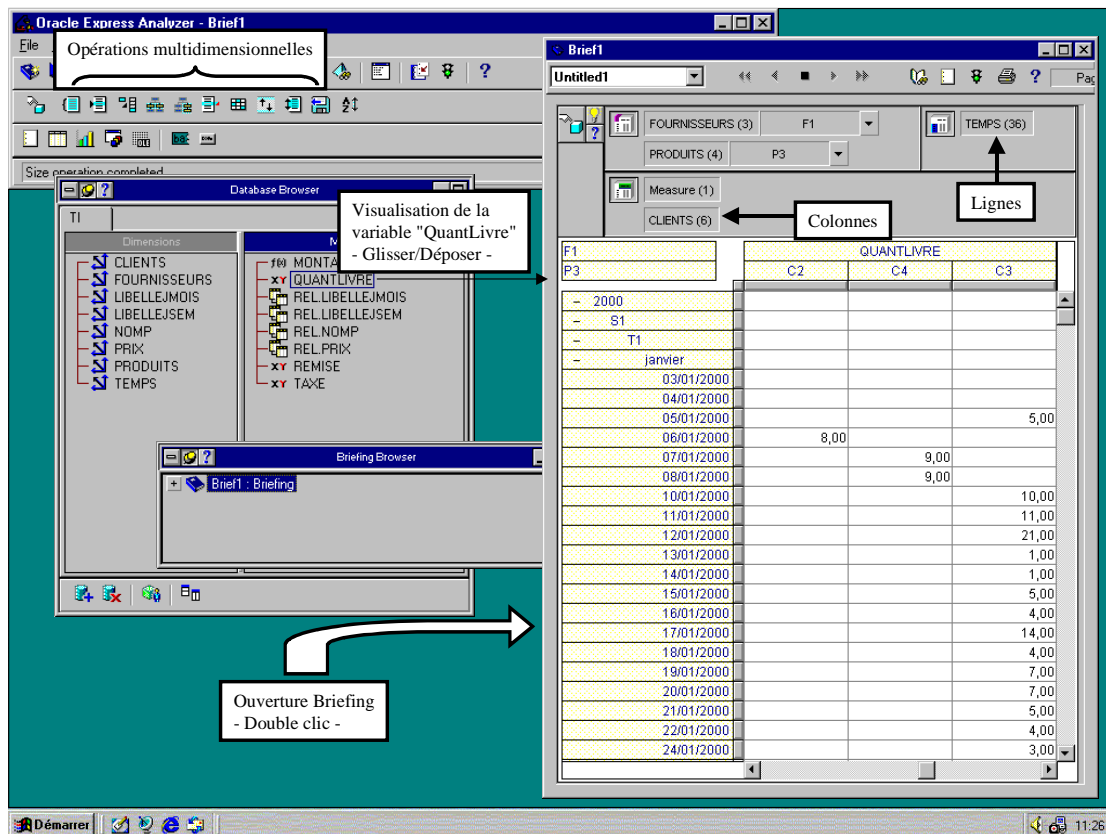 Oracle Express Analyzer - Brief1
File
Opérations multidimensionnelles
?
Size operation completed
Database Browser
?
TI
Dimensions
CLIENTS
FOURNISSEURS
LIBELLEJMOIS
LIBELLEJSEM
NOMP
PRIX
PRODUITS
TEMPS
M
f(x) MONTA
XY QUANTLIVRE
REL.LIBELLEJMOIS
REL.LIBELLEJSEM
REL.NOMP
REL.PRIX
XY REMISE
XY TAXE
Visualisation de la
variable "QuantLivre"
- Glisser/Déposer -
Briefing Browser
?
+ Brief1 : Briefing
Ouverture Briefing
- Double clic -
Brief1
Untitled1
? Pag
?
FOURNISSEURS (3) F1
PRODUITS (4) P3
TEMPS (36)
Measure (1)
CLIENTS (6)
Colonnes
Lignes
F1
P3
QUANTLIVRE
C2 C4 C3
- 2000
- S1
- T1
- janvier
03/01/2000
04/01/2000
05/01/2000 5,00
06/01/2000 8,00
07/01/2000 9,00
08/01/2000 9,00
10/01/2000 10,00
11/01/2000 11,00
12/01/2000 21,00
13/01/2000 1,00
14/01/2000 1,00
15/01/2000 5,00
16/01/2000 4,00
17/01/2000 14,00
18/01/2000 4,00
19/01/2000 7,00
20/01/2000 7,00
21/01/2000 5,00
22/01/2000 4,00
24/01/2000 3,00
Démarrer
11:26